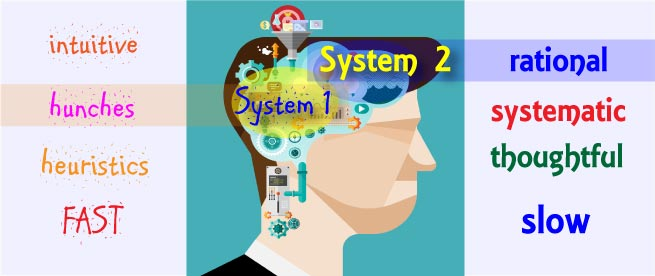 intuitive
hunches
heuristics
FAST
System 2
System 1
rational
systematic
thoughtful
slow